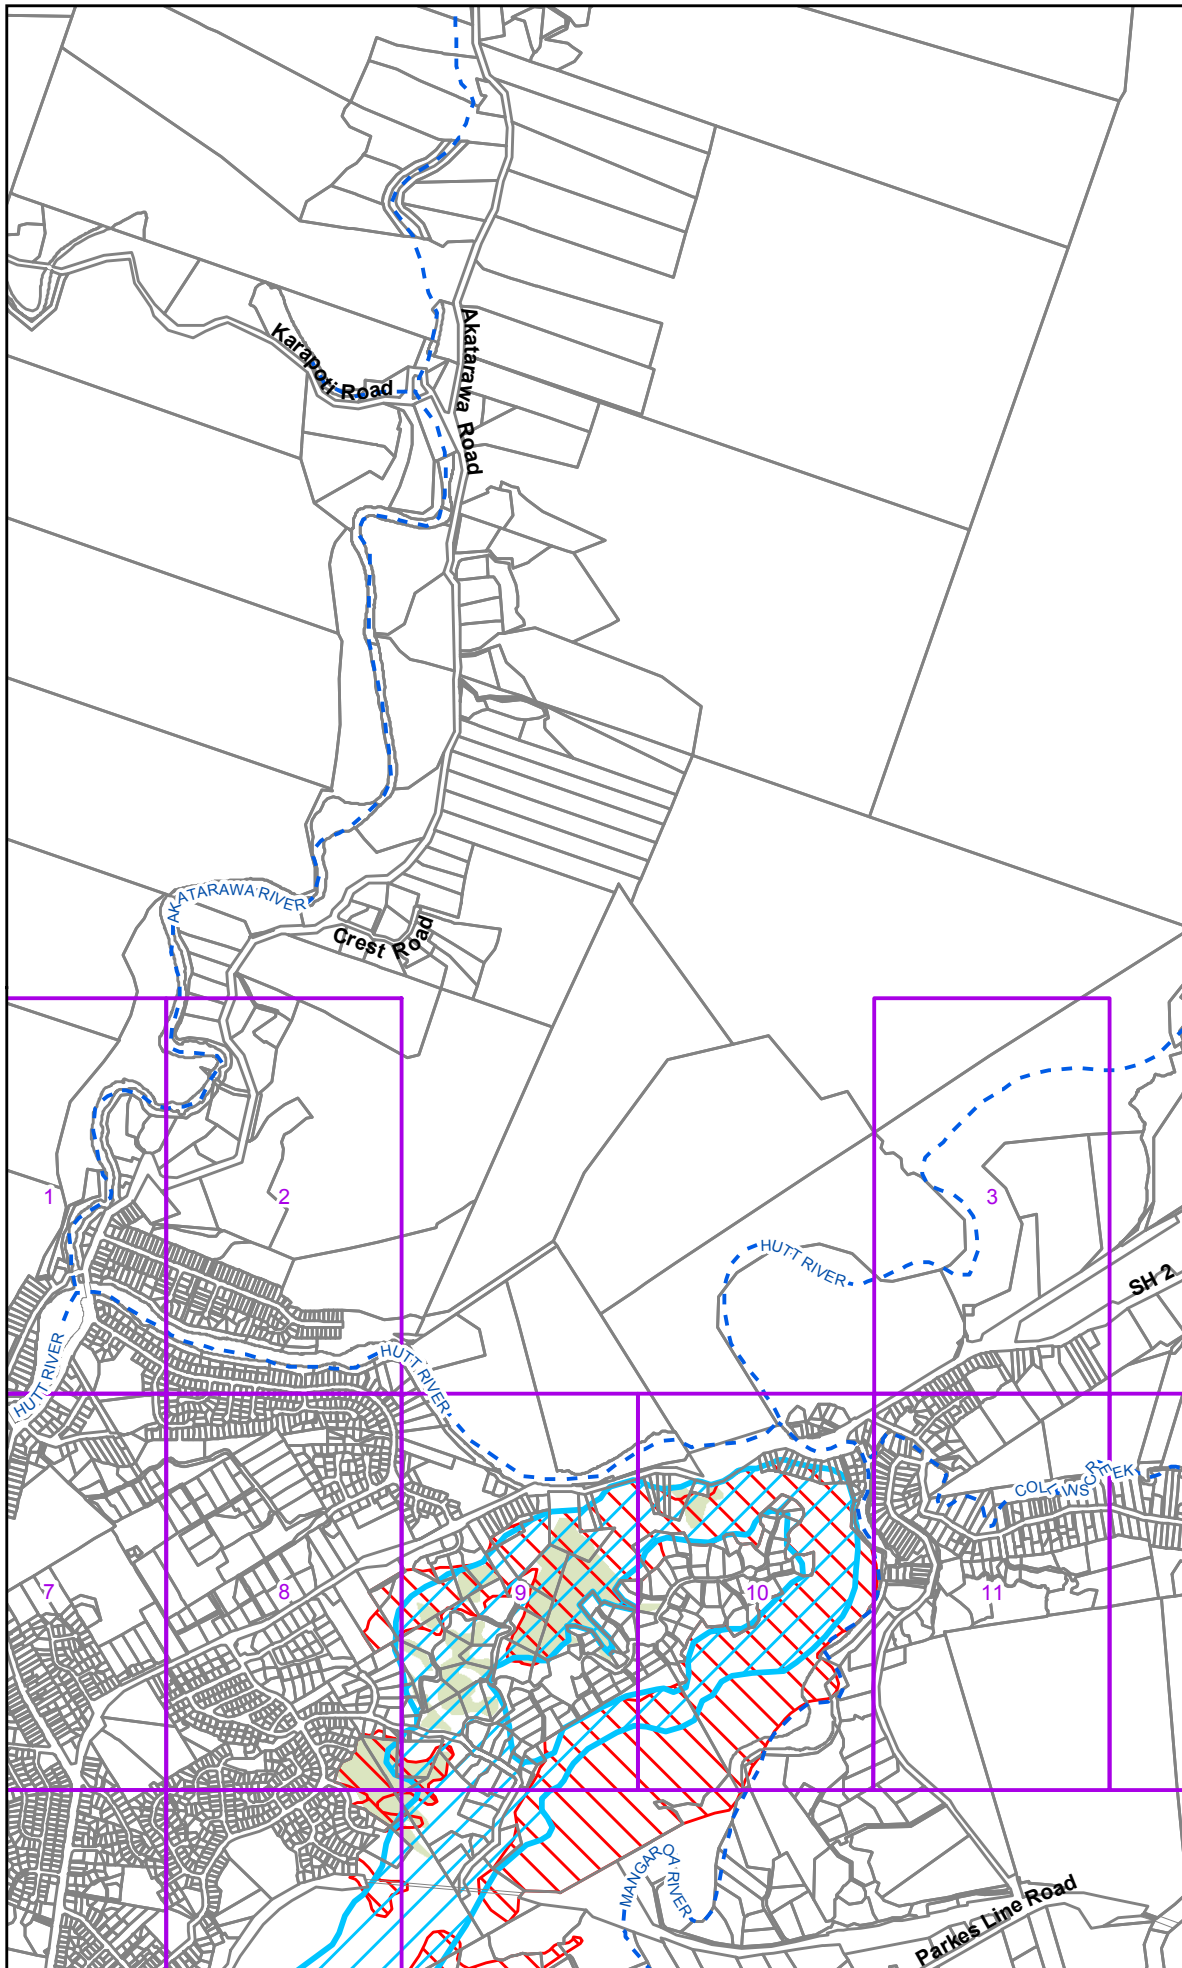 Karapoti Road
Akatarawa Road
AKATARAWA RIVER
Crest Road
1
2
3
HUTT RIVER
SH 2
HUTT RIVER
HUTT RIVER
CREEK
7
8
9
10
11
MANGAROA RIVER
Parkes Line Road